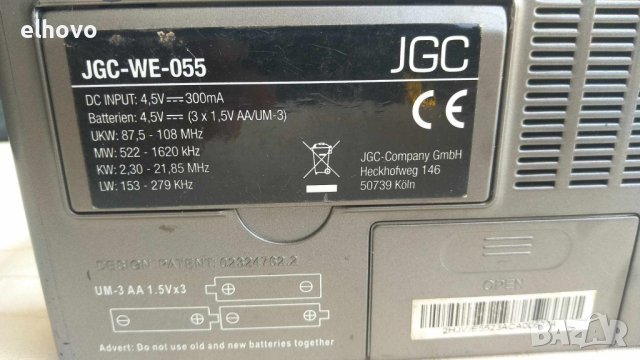 elhovo
JGC-WE-055
JGC
DC INPUT: 4,5V⎓300mA
Batterien: 4,5V⎓ (3 x 1,5V AA/UM-3)
UKW: 87,5 - 108 MHz
MW: 522 - 1620 kHz
KW: 2,30 - 21,85 MHz
LW: 153 - 279 KHz
CE
JGC-Company GmbH
Heckhofweg 146
50739 Köln
DESIGN PATENT: 02324762.2
UM-3 AA 1.5Vx3
Advert: Do not use old and new batteries together
OPEN
bazar